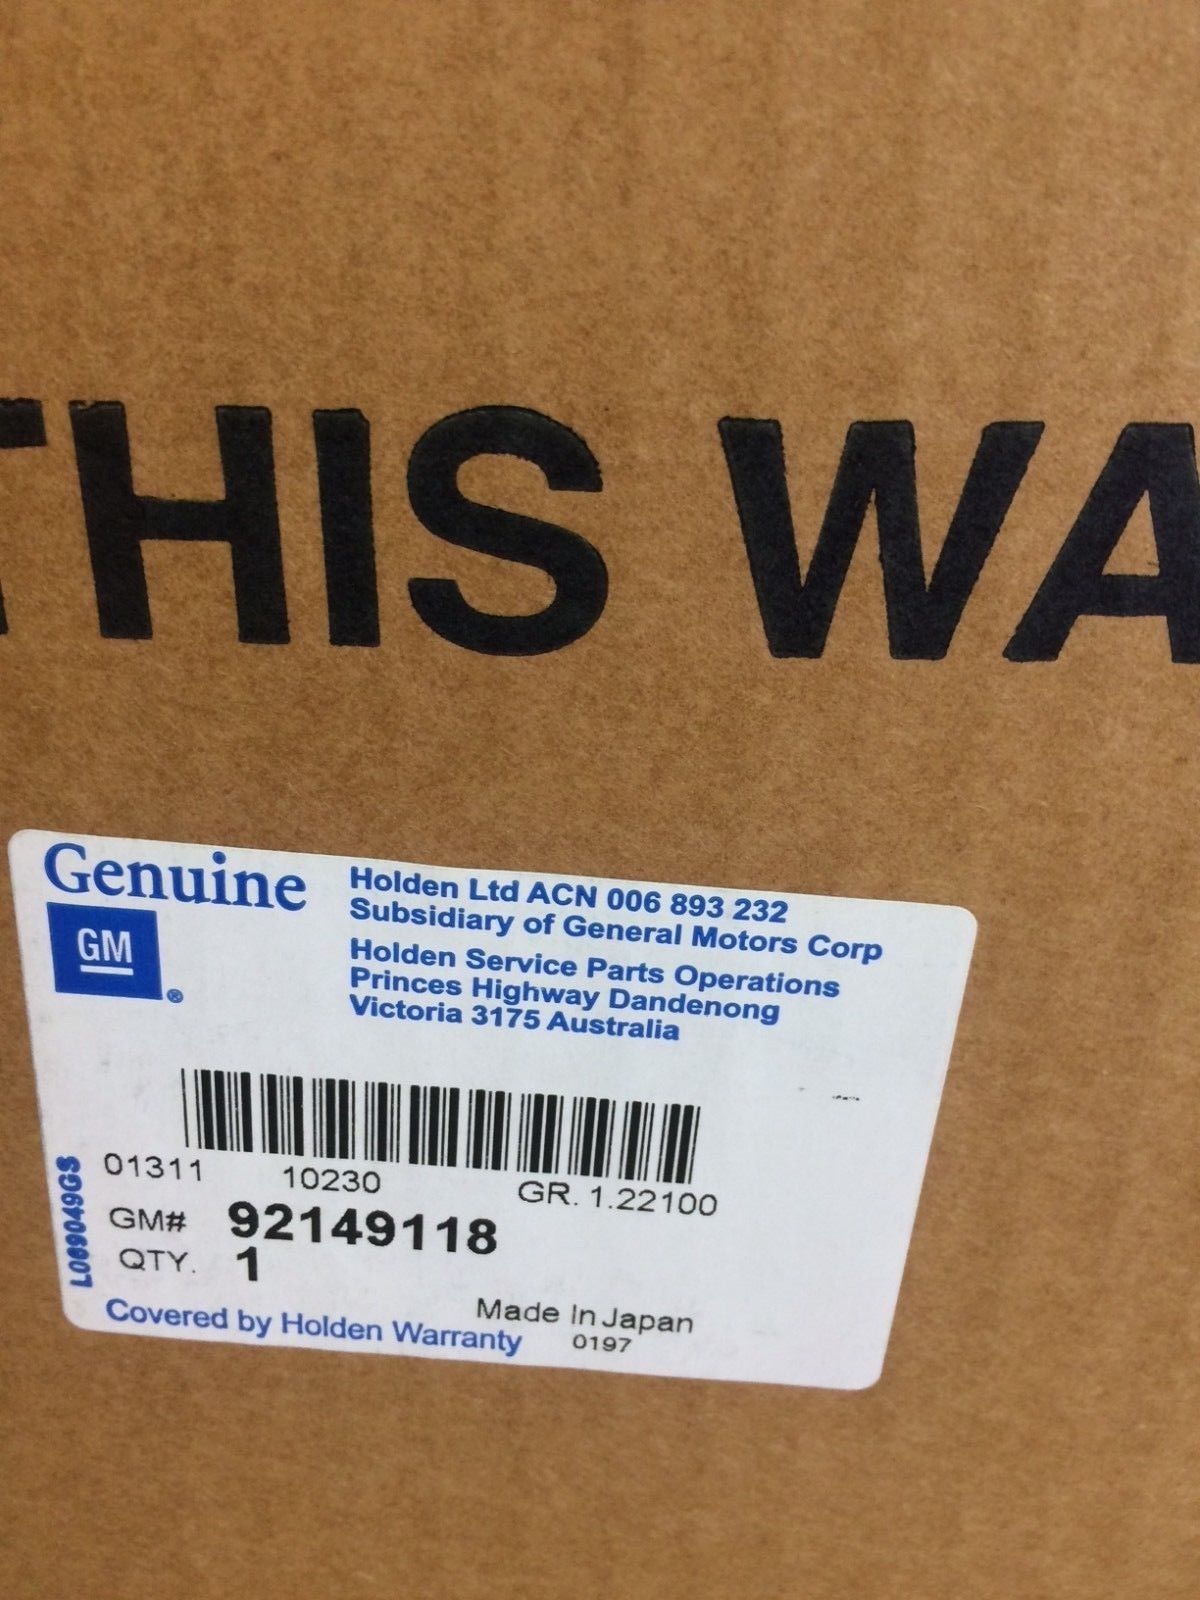 THIS WA
Genuine
GM
®
Holden Ltd ACN 006 893 232
Subsidiary of General Motors Corp
Holden Service Parts Operations
Princes Highway Dandenong
Victoria 3175 Australia
01311 10230 GR. 1.22100
GM# 92149118
QTY. 1
L069049GS
Made In Japan
Covered by Holden Warranty
0197